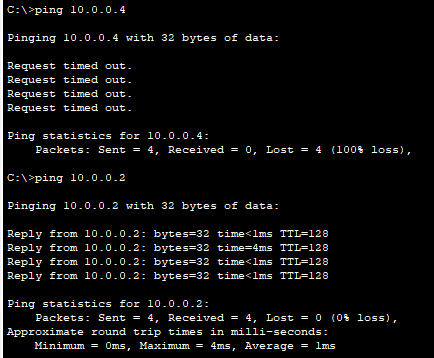 C:\>ping 10.0.0.4
Pinging 10.0.0.4 with 32 bytes of data:
Request timed out.
Request timed out.
Request timed out.
Request timed out.
Ping statistics for 10.0.0.4:
    Packets: Sent = 4, Received = 0, Lost = 4 (100% loss),
C:\>ping 10.0.0.2
Pinging 10.0.0.2 with 32 bytes of data:
Reply from 10.0.0.2: bytes=32 time<1ms TTL=128
Reply from 10.0.0.2: bytes=32 time=4ms TTL=128
Reply from 10.0.0.2: bytes=32 time<1ms TTL=128
Reply from 10.0.0.2: bytes=32 time<1ms TTL=128
Ping statistics for 10.0.0.2:
    Packets: Sent = 4, Received = 4, Lost = 0 (0% loss),
Approximate round trip times in milli-seconds:
    Minimum = 0ms, Maximum = 4ms, Average = 1ms